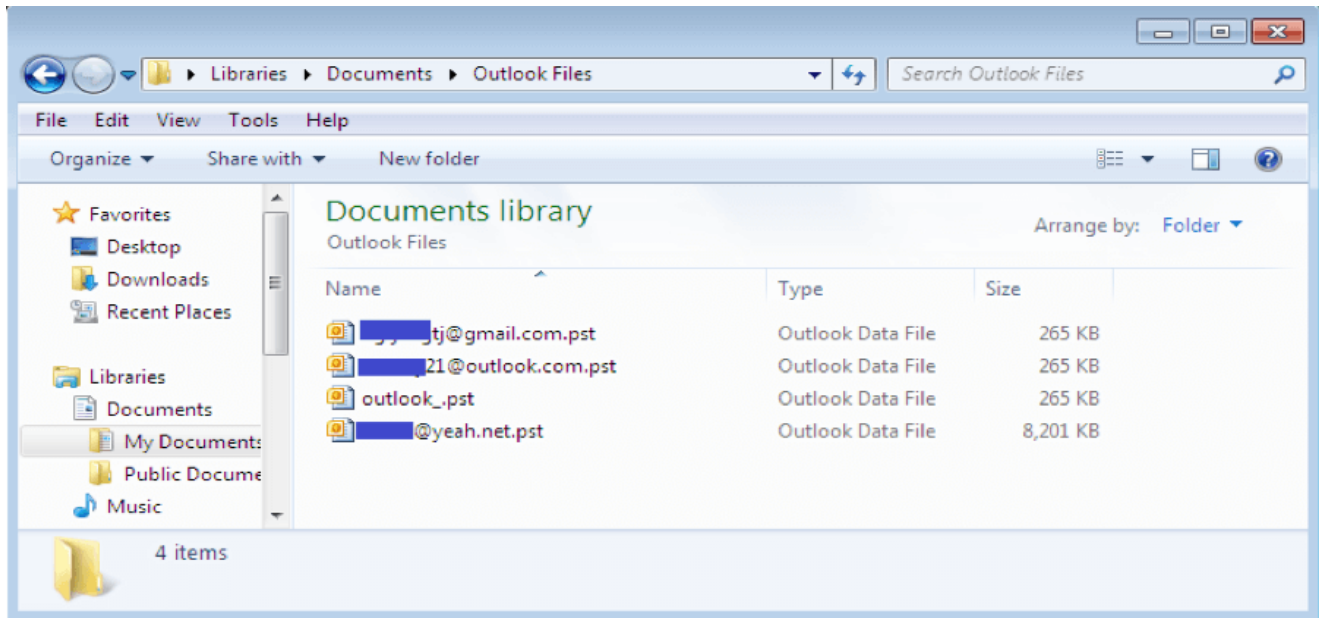 Libraries ▸ Documents ▸ Outlook Files
Search Outlook Files
File Edit View Tools Help
Organize Share with New folder
Favorites
Desktop
Downloads
Recent Places
Libraries
Documents
My Documents
Public Docume
Music
Documents library
Outlook Files
Arrange by: Folder
Name Type Size
tj@gmail.com.pst Outlook Data File 265 KB
21@outlook.com.pst Outlook Data File 265 KB
outlook_.pst Outlook Data File 265 KB
@yeah.net.pst Outlook Data File 8,201 KB
4 items